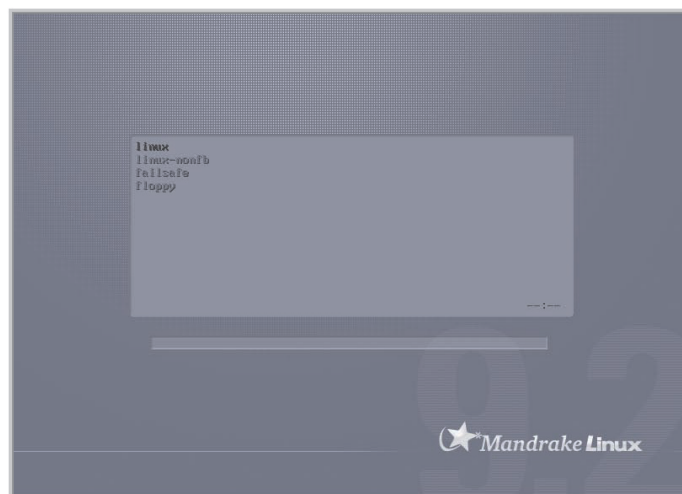 linux
linux-nonfb
failsafe
floppy
--:--
9.2
Mandrake Linux